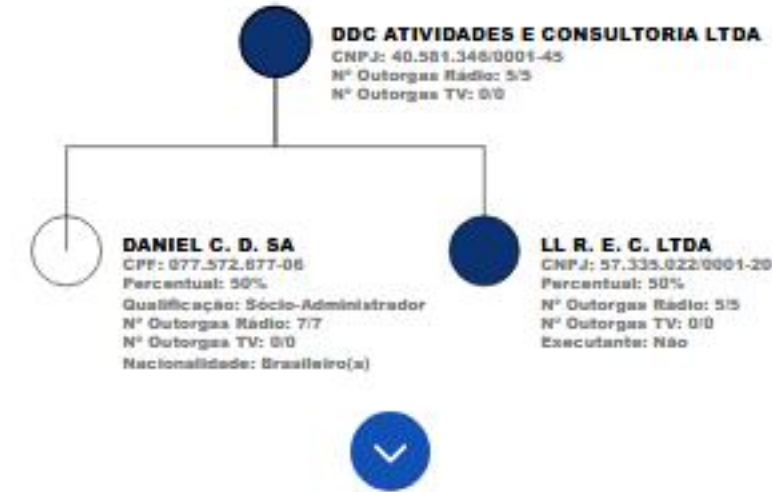 DDC ATIVIDADES E CONSULTORIA LTDA
CNPJ: 40.581.346/0001-45
Nº Outorgas Rádio: 5/5
Nº Outorgas TV: 0/0
DANIEL C. D. SA
CPF: 077.572.677-06
Percentual: 50%
Qualificação: Sócio-Administrador
Nº Outorgas Rádio: 7/7
Nº Outorgas TV: 0/0
Nacionalidade: Brasileiro(a)
LL R. E. C. LTDA
CNPJ: 57.335.022/0001-20
Percentual: 50%
Nº Outorgas Rádio: 5/5
Nº Outorgas TV: 0/0
Executante: Não